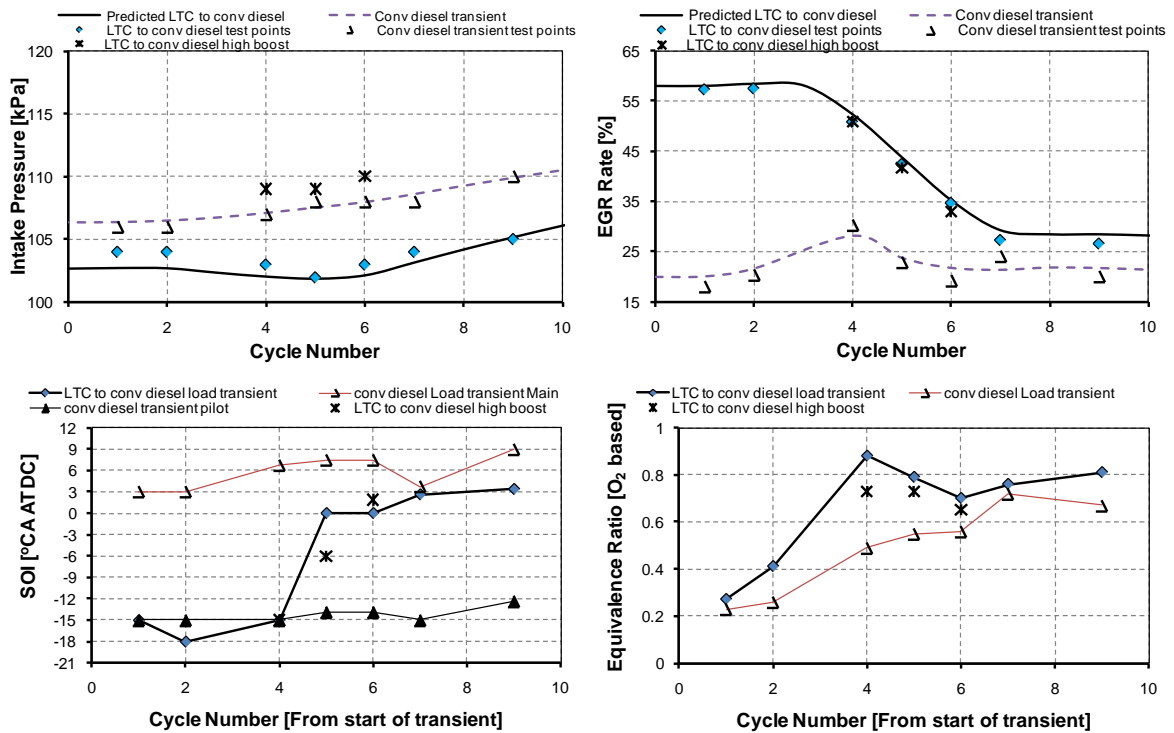 Predicted LTC to conv diesel
Conv diesel transient
LTC to conv diesel test points
Conv diesel transient test points
LTC to conv diesel high boost
120
115
110
105
100
Intake Pressure [kPa]
0 2 4 6 8 10
Cycle Number
Predicted LTC to conv diesel
Conv diesel transient
LTC to conv diesel test points
Conv diesel transient test points
LTC to conv diesel high boost
65
55
45
35
25
15
EGR Rate [%]
0 2 4 6 8 10
Cycle Number
LTC to conv diesel load transient
conv diesel Load transient Main
conv diesel transient pilot
LTC to conv diesel high boost
12
9
6
3
0
-3
-6
-9
-12
-15
-18
-21
SOI [ºCA ATDC]
0 2 4 6 8 10
Cycle Number [From start of transient]
LTC to conv diesel load transient
conv diesel Load transient
LTC to conv diesel high boost
1
0.8
0.6
0.4
0.2
0
Equivalence Ratio [O₂ based]
0 2 4 6 8 10
Cycle Number [From start of transient]